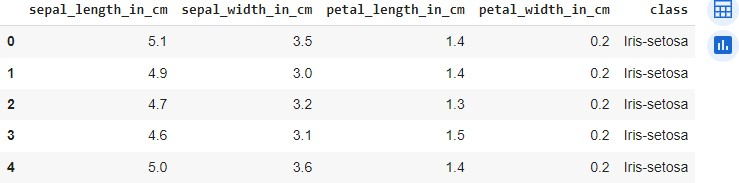 sepal_length_in_cm sepal_width_in_cm petal_length_in_cm petal_width_in_cm class
0 5.1 3.5 1.4 0.2 Iris-setosa
1 4.9 3.0 1.4 0.2 Iris-setosa
2 4.7 3.2 1.3 0.2 Iris-setosa
3 4.6 3.1 1.5 0.2 Iris-setosa
4 5.0 3.6 1.4 0.2 Iris-setosa